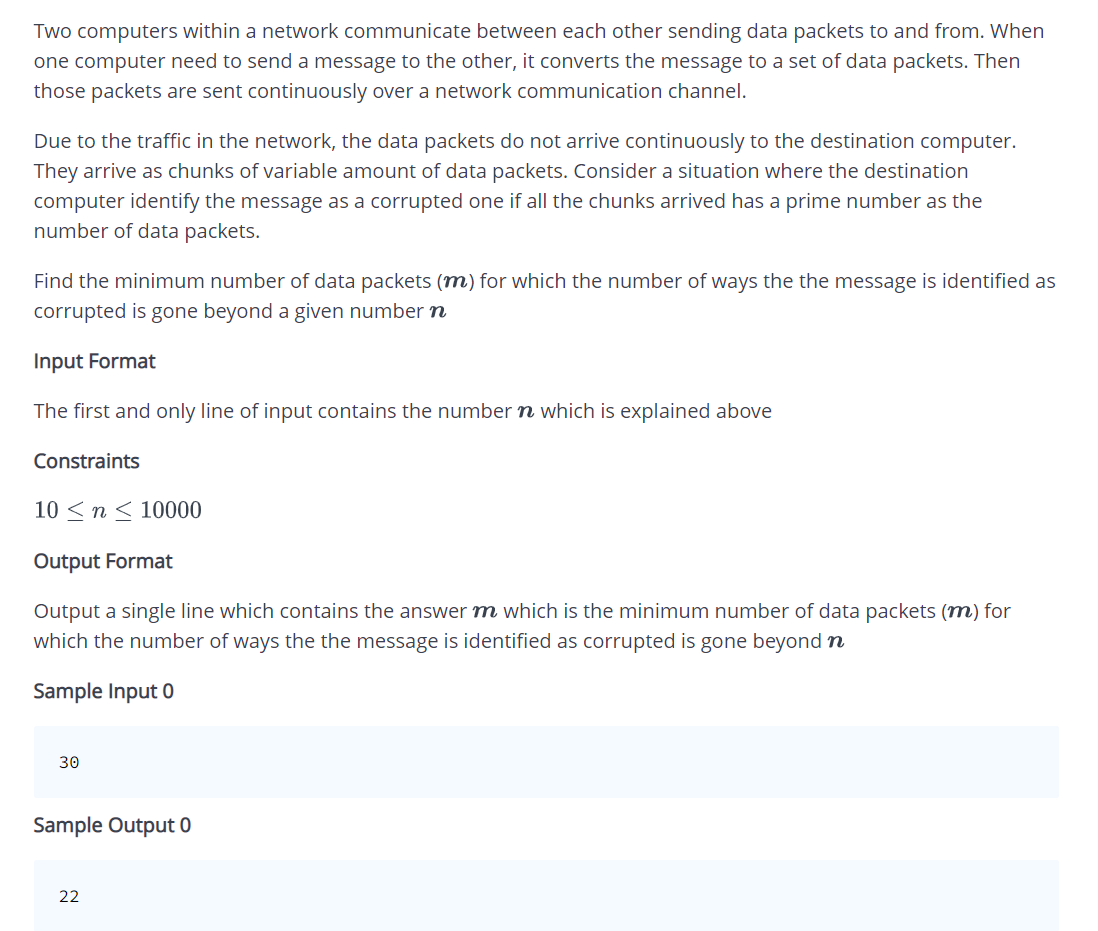 Two computers within a network communicate between each other sending data packets to and from. When
one computer need to send a message to the other, it converts the message to a set of data packets. Then
those packets are sent continuously over a network communication channel.
Due to the traffic in the network, the data packets do not arrive continuously to the destination computer.
They arrive as chunks of variable amount of data packets. Consider a situation where the destination
computer identify the message as a corrupted one if all the chunks arrived has a prime number as the
number of data packets.
Find the minimum number of data packets (m) for which the number of ways the the message is identified as
corrupted is gone beyond a given number n
Input Format
The first and only line of input contains the number n which is explained above
Constraints
10 ≤ n ≤ 10000
Output Format
Output a single line which contains the answer m which is the minimum number of data packets (m) for
which the number of ways the the message is identified as corrupted is gone beyond n
Sample Input 0
30
Sample Output 0
22